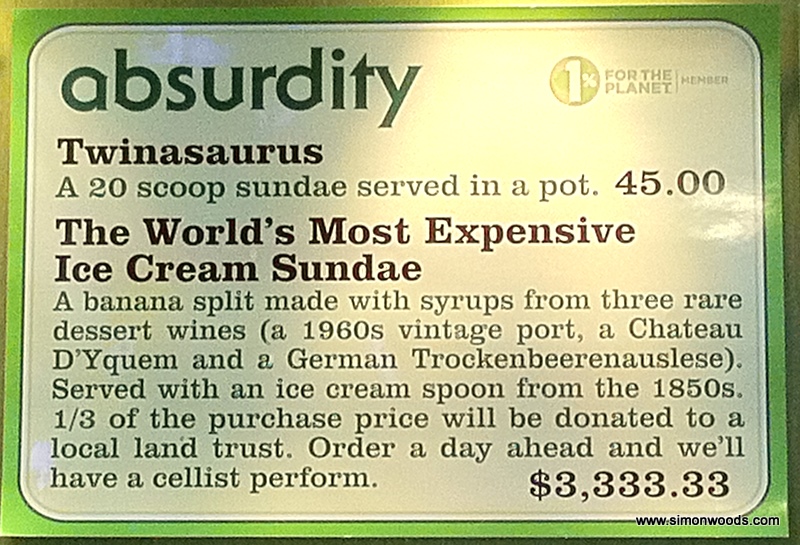 absurdity
1% FOR THE PLANET | MEMBER
Twinasaurus
A 20 scoop sundae served in a pot. 45.00
The World's Most Expensive
Ice Cream Sundae
A banana split made with syrups from three rare
dessert wines (a 1960s vintage port, a Chateau
D'Yquem and a German Trockenbeerenauslese).
Served with an ice cream spoon from the 1850s.
1/3 of the purchase price will be donated to a
local land trust. Order a day ahead and we'll
have a cellist perform. $3,333.33
www.simonwoods.com